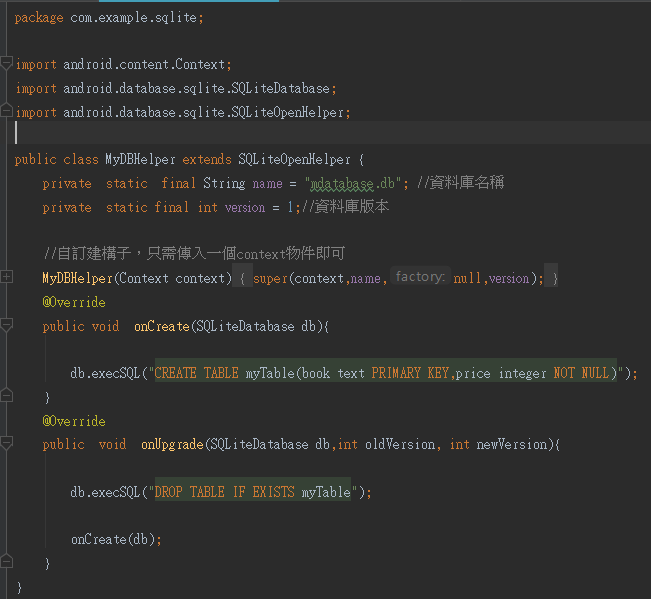 package com.example.sqlite;
import android.content.Context;
import android.database.sqlite.SQLiteDatabase;
import android.database.sqlite.SQLiteOpenHelper;
public class MyDBHelper extends SQLiteOpenHelper {
private static final String name = "mdatabase.db"; //資料庫名稱
private static final int version = 1;//資料庫版本
//自訂建構子，只需傳入一個context物件即可
MyDBHelper(Context context) { super(context,name, factory: null,version); }
@Override
public void onCreate(SQLiteDatabase db){
db.execSQL("CREATE TABLE myTable(book text PRIMARY KEY,price integer NOT NULL)");
}
@Override
public void onUpgrade(SQLiteDatabase db,int oldVersion, int newVersion){
db.execSQL("DROP TABLE IF EXISTS myTable");
onCreate(db);
}
}